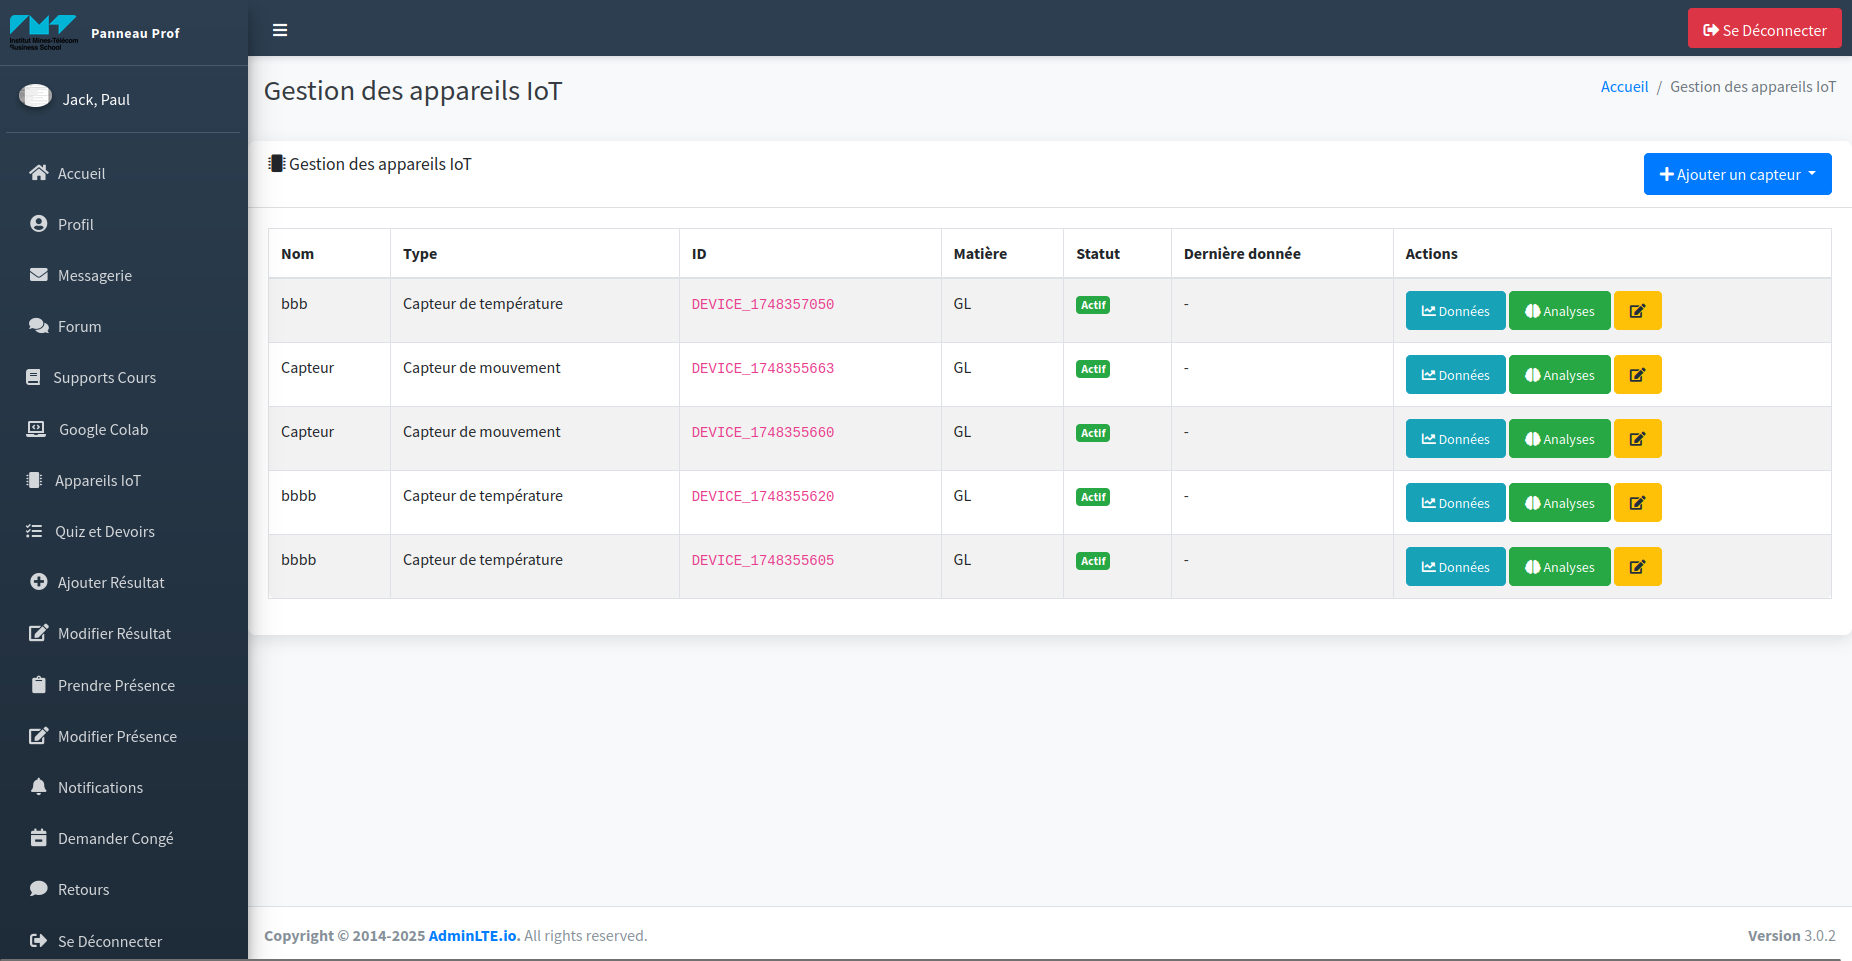 Institut Mines-Télécom
Business School
Panneau Prof
Se Déconnecter
Jack, Paul
Accueil
Profil
Messagerie
Forum
Supports Cours
Google Colab
Appareils IoT
Quiz et Devoirs
Ajouter Résultat
Modifier Résultat
Prendre Présence
Modifier Présence
Notifications
Demander Congé
Retours
Se Déconnecter
Gestion des appareils IoT
Accueil / Gestion des appareils IoT
Gestion des appareils IoT
Ajouter un capteur
Nom Type ID Matière Statut Dernière donnée Actions
bbb Capteur de température DEVICE_1748357050 GL Actif - Données Analyses
Capteur Capteur de mouvement DEVICE_1748355663 GL Actif - Données Analyses
Capteur Capteur de mouvement DEVICE_1748355660 GL Actif - Données Analyses
bbbb Capteur de température DEVICE_1748355620 GL Actif - Données Analyses
bbbb Capteur de température DEVICE_1748355605 GL Actif - Données Analyses
Copyright © 2014-2025 AdminLTE.io. All rights reserved.
Version 3.0.2